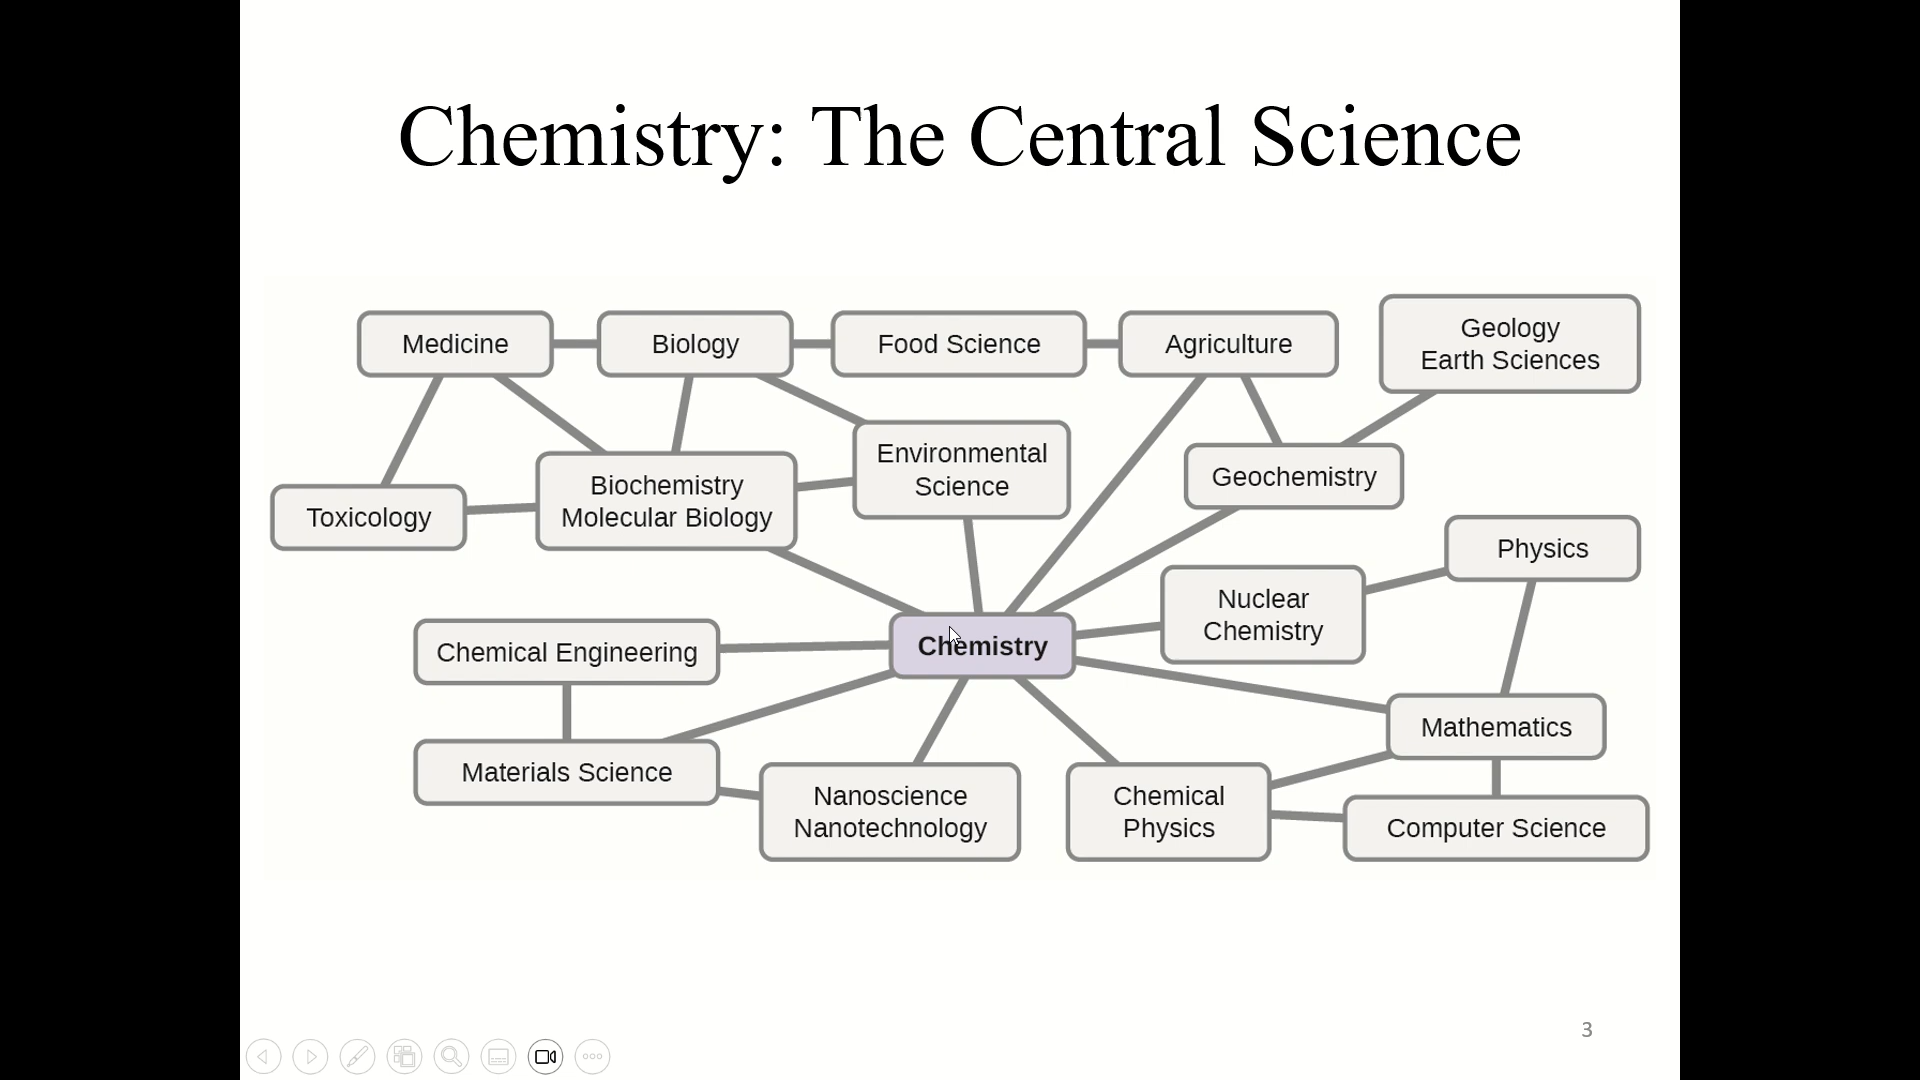 Chemistry: The Central Science
Medicine
Biology
Food Science
Agriculture
Geology
Earth Sciences
Toxicology
Biochemistry
Molecular Biology
Environmental
Science
Geochemistry
Physics
Nuclear
Chemistry
Chemical Engineering
Chemistry
Mathematics
Materials Science
Nanoscience
Nanotechnology
Chemical
Physics
Computer Science
3